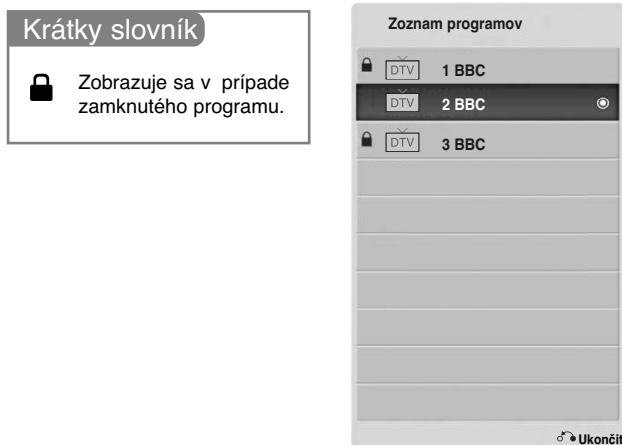 Krátky slovník
Zobrazuje sa v prípade
zamknutého programu.
Zoznam programov
DTV 1 BBC
DTV 2 BBC
DTV 3 BBC
Ukončiť